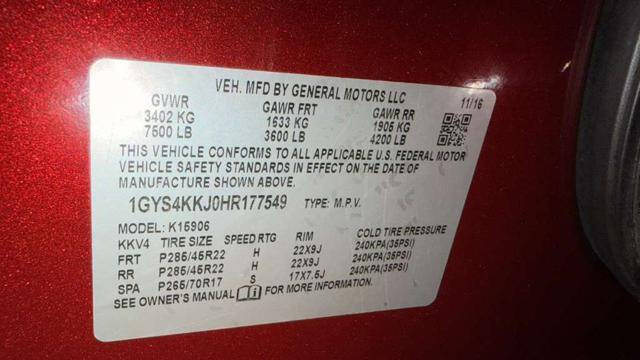 VEH. MFD BY GENERAL MOTORS LLC 11/16
GVWR GAWR FRT GAWR RR
3402 KG 1633 KG 1905 KG
7500 LB 3600 LB 4200 LB
THIS VEHICLE CONFORMS TO ALL APPLICABLE U.S. FEDERAL MOTOR
VEHICLE SAFETY STANDARDS IN EFFECT ON THE DATE OF
MANUFACTURE SHOWN ABOVE.
1GYS4KKJ0HR177549 TYPE: M.P.V.
MODEL: K15906
KKV4 TIRE SIZE SPEED RTG RIM COLD TIRE PRESSURE
FRT P285/45R22 H 22X9J 240KPA(35PSI)
RR P285/45R22 H 22X9J 240KPA(35PSI)
SPA P265/70R17 S 17X7.5J 240KPA(35PSI)
SEE OWNER'S MANUAL FOR MORE INFORMATION.